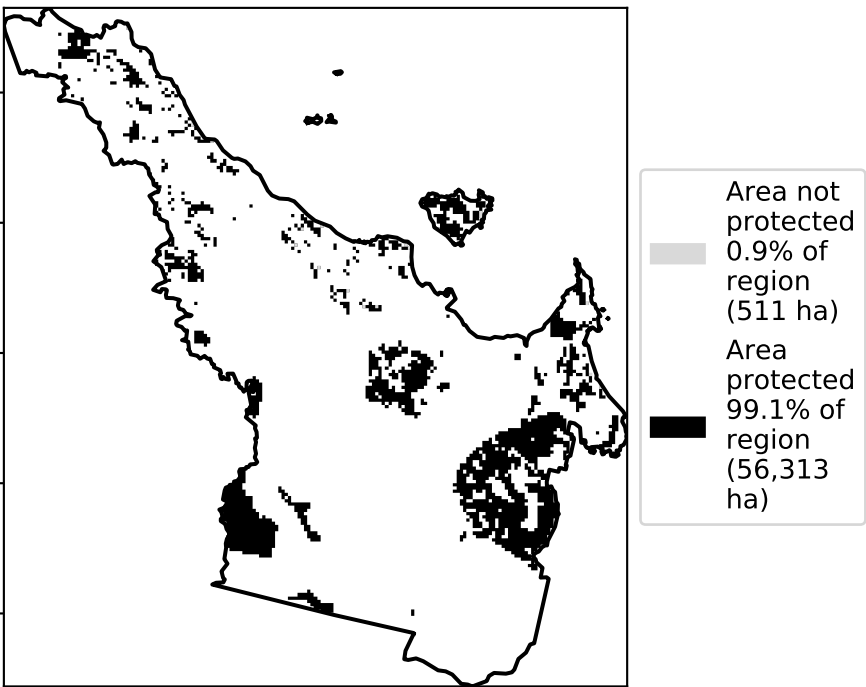 Area not
protected
0.9% of
region
(511 ha)
Area
protected
99.1% of
region
(56,313
ha)